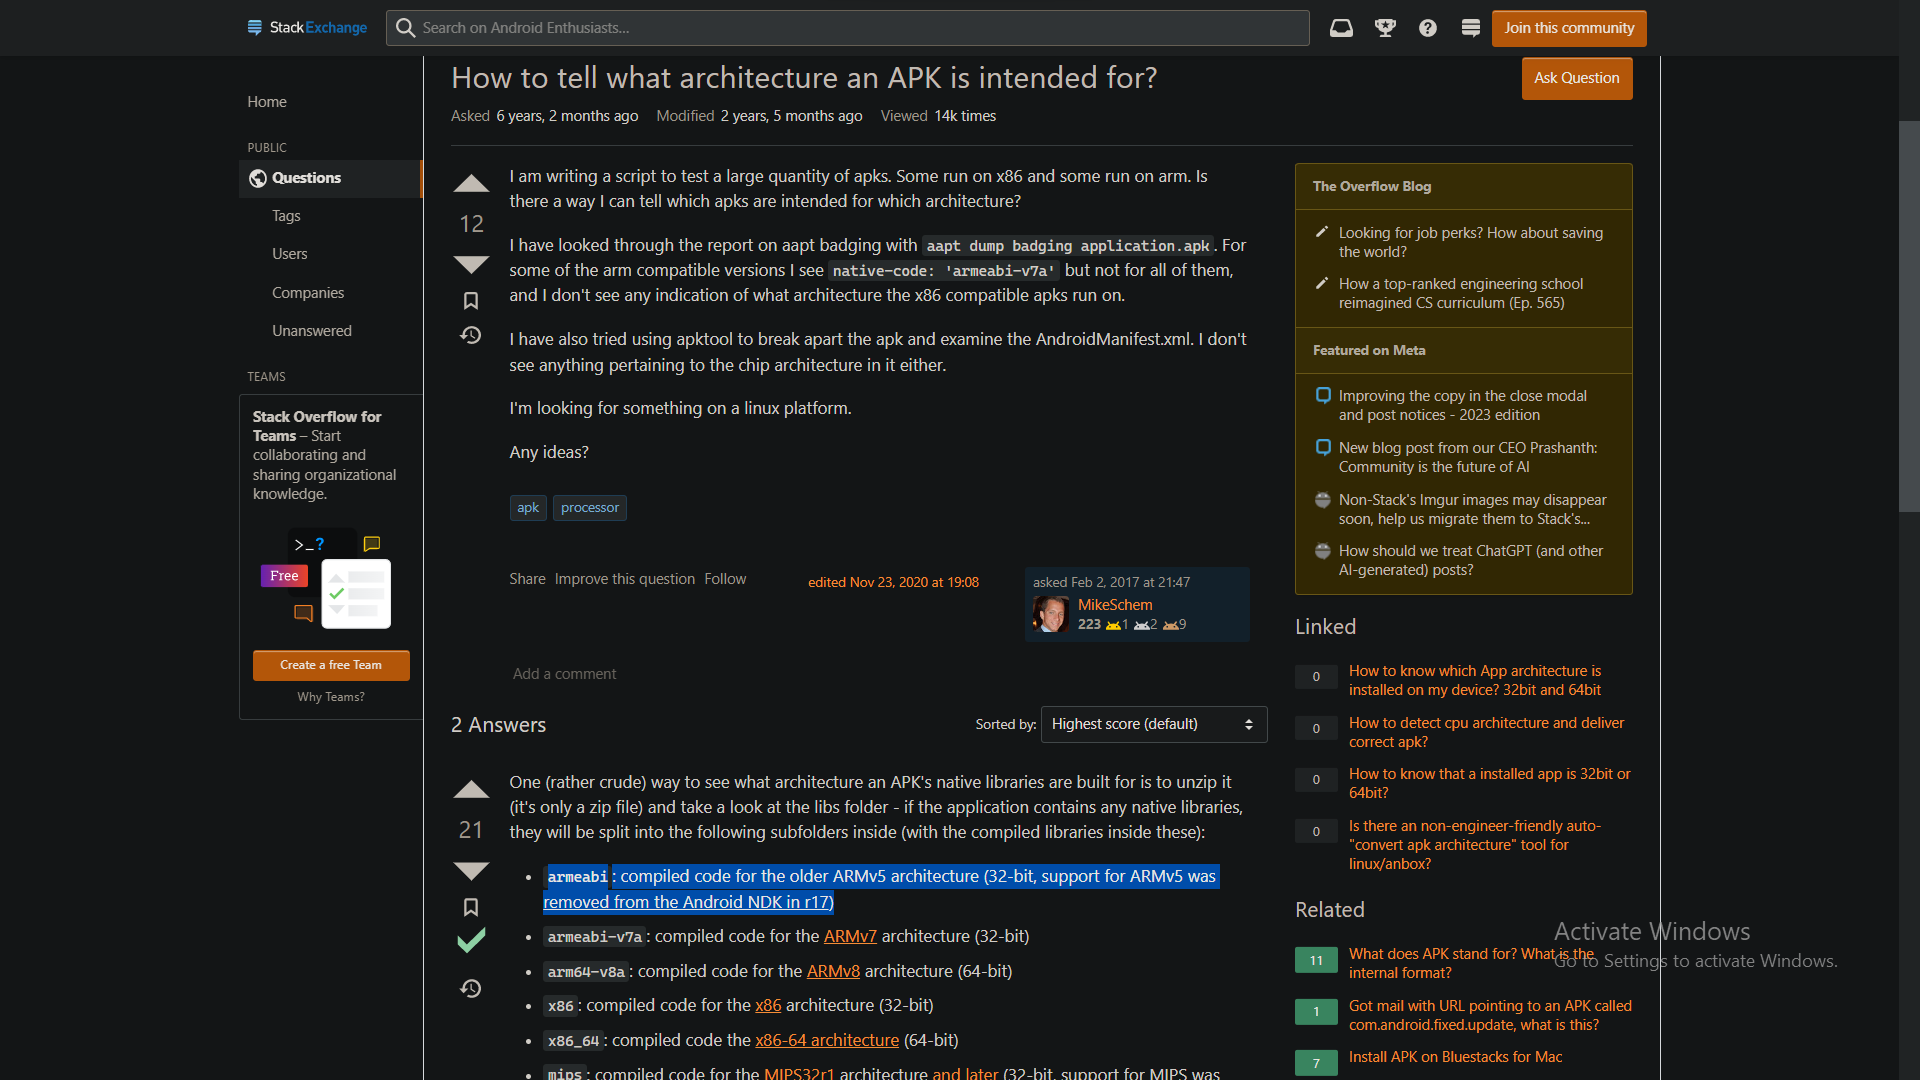 StackExchange
Search on Android Enthusiasts...
Join this community
Home
PUBLIC
Questions
Tags
Users
Companies
Unanswered
TEAMS
Stack Overflow for
Teams – Start
collaborating and
sharing organizational
knowledge.
>_?
Free
Create a free Team
Why Teams?
How to tell what architecture an APK is intended for?
Ask Question
Asked 6 years, 2 months ago Modified 2 years, 5 months ago Viewed 14k times
12
I am writing a script to test a large quantity of apks. Some run on x86 and some run on arm. Is
there a way I can tell which apks are intended for which architecture?
I have looked through the report on aapt badging with aapt dump badging application.apk. For
some of the arm compatible versions I see native-code: 'armeabi-v7a' but not for all of them,
and I don't see any indication of what architecture the x86 compatible apks run on.
I have also tried using apktool to break apart the apk and examine the AndroidManifest.xml. I don't
see anything pertaining to the chip architecture in it either.
I'm looking for something on a linux platform.
Any ideas?
apk processor
Share Improve this question Follow
edited Nov 23, 2020 at 19:08
asked Feb 2, 2017 at 21:47
MikeSchem
223 1 2 9
Add a comment
2 Answers
Sorted by: Highest score (default)
21
One (rather crude) way to see what architecture an APK's native libraries are built for is to unzip it
(it's only a zip file) and take a look at the libs folder - if the application contains any native libraries,
they will be split into the following subfolders inside (with the compiled libraries inside these):
• armeabi: compiled code for the older ARMv5 architecture (32-bit, support for ARMv5 was
removed from the Android NDK in r17)
• armeabi-v7a: compiled code for the ARMv7 architecture (32-bit)
• arm64-v8a: compiled code for the ARMv8 architecture (64-bit)
• x86: compiled code for the x86 architecture (32-bit)
• x86_64: compiled code the x86-64 architecture (64-bit)
• mips: compiled code for the MIPS32r1 architecture and later (32-bit, support for MIPS was
The Overflow Blog
Looking for job perks? How about saving
the world?
How a top-ranked engineering school
reimagined CS curriculum (Ep. 565)
Featured on Meta
Improving the copy in the close modal
and post notices - 2023 edition
New blog post from our CEO Prashanth:
Community is the future of AI
Non-Stack's Imgur images may disappear
soon, help us migrate them to Stack's...
How should we treat ChatGPT (and other
AI-generated) posts?
Linked
0 How to know which App architecture is
installed on my device? 32bit and 64bit
0 How to detect cpu architecture and deliver
correct apk?
0 How to know that a installed app is 32bit or
64bit?
0 Is there an non-engineer-friendly auto-
"convert apk architecture" tool for
linux/anbox?
Related
11 What does APK stand for? What is the
internal format?
1 Got mail with URL pointing to an APK called
com.android.fixed.update, what is this?
7 Install APK on Bluestacks for Mac
Activate Windows
Go to Settings to activate Windows.